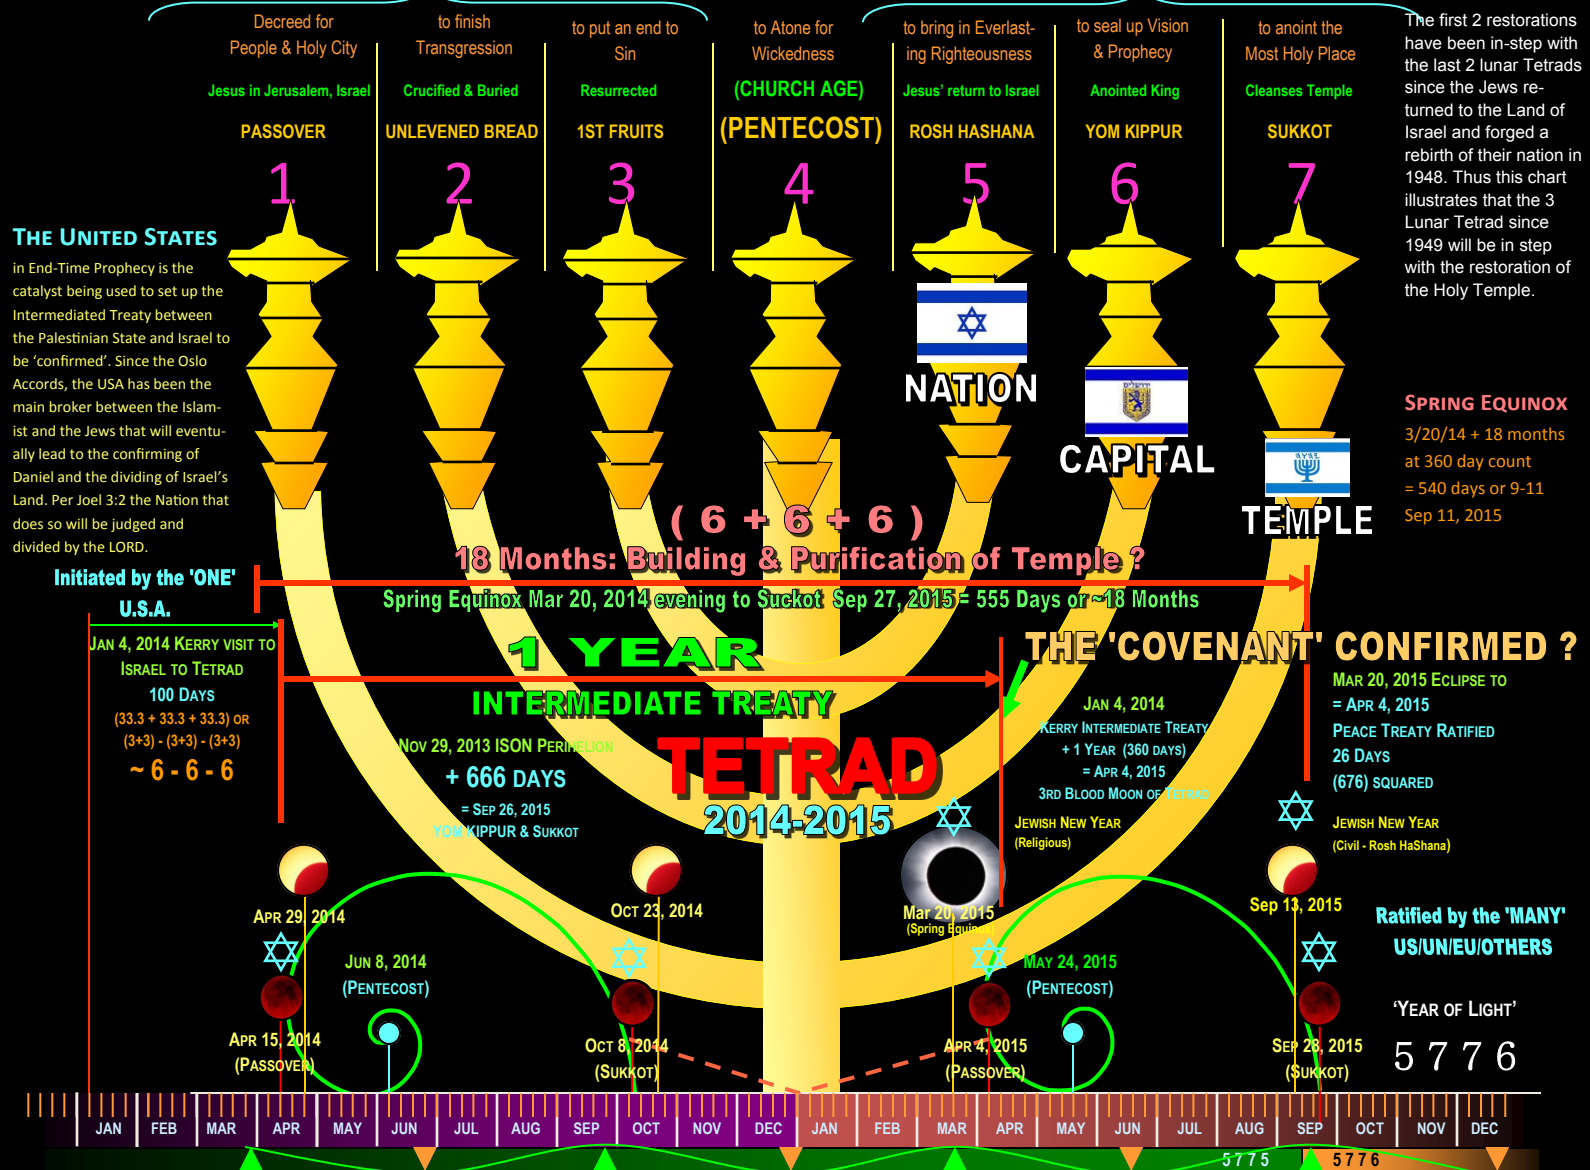 Decreed for
People & Holy City
to finish
Transgression
to put an end to
Sin
to Atone for
Wickedness
to bring in Everlast-
ing Righteousness
to seal up Vision
& Prophecy
to anoint the
Most Holy Place
Jesus in Jerusalem, Israel
Crucified & Buried
Resurrected
(CHURCH AGE)
Jesus' return to Israel
Anointed King
Cleanses Temple
PASSOVER
UNLEVENED BREAD
1ST FRUITS
(PENTECOST)
ROSH HASHANA
YOM KIPPUR
SUKKOT
1
2
3
4
5
6
7
The first 2 restorations
have been in-step with
the last 2 lunar Tetrads
since the Jews re-
turned to the Land of
Israel and forged a
rebirth of their nation in
1948. Thus this chart
illustrates that the 3
Lunar Tetrad since
1949 will be in step
with the restoration of
the Holy Temple.
THE UNITED STATES
in End-Time Prophecy is the
catalyst being used to set up the
Intermediated Treaty between
the Palestinian State and Israel to
be 'confirmed'. Since the Oslo
Accords, the USA has been the
main broker between the Islam-
ist and the Jews that will eventu-
ally lead to the confirming of
Daniel and the dividing of Israel's
Land. Per Joel 3:2 the Nation that
does so will be judged and
divided by the LORD.
NATION
CAPITAL
TEMPLE
SPRING EQUINOX
3/20/14 + 18 months
at 360 day count
= 540 days or 9-11
Sep 11, 2015
( 6 + 6 + 6 )
18 Months: Building & Purification of Temple ?
Spring Equinox Mar 20, 2014 evening to Suckot Sep 27, 2015 = 555 Days or ~18 Months
Initiated by the 'ONE'
U.S.A.
JAN 4, 2014 KERRY VISIT TO
ISRAEL TO TETRAD
100 DAYS
(33.3 + 33.3 + 33.3) OR
(3+3) - (3+3) - (3+3)
~ 6 - 6 - 6
1 YEAR
INTERMEDIATE TREATY
NOV 29, 2013 ISON PERIHELION
+ 666 DAYS
= SEP 26, 2015
YOM KIPPUR & SUKKOT
TETRAD
2014-2015
THE 'COVENANT' CONFIRMED ?
JAN 4, 2014
KERRY INTERMEDIATE TREATY
+ 1 YEAR (360 DAYS)
= APR 4, 2015
3RD BLOOD MOON OF TETRAD
JEWISH NEW YEAR
(Religious)
MAR 20, 2015 ECLIPSE TO
= APR 4, 2015
PEACE TREATY RATIFIED
26 DAYS
(676) SQUARED
JEWISH NEW YEAR
(Civil - Rosh HaShana)
APR 29, 2014
OCT 23, 2014
Mar 20, 2015
(Spring Equinox)
Sep 13, 2015
Ratified by the 'MANY'
US/UN/EU/OTHERS
JUN 8, 2014
(PENTECOST)
MAY 24, 2015
(PENTECOST)
APR 15, 2014
(PASSOVER)
OCT 8, 2014
(SUKKOT)
APR 4, 2015
(PASSOVER)
SEP 28, 2015
(SUKKOT)
'YEAR OF LIGHT'
5776
JAN FEB MAR APR MAY JUN JUL AUG SEP OCT NOV DEC JAN FEB MAR APR MAY JUN JUL AUG SEP OCT NOV DEC
5775 5776